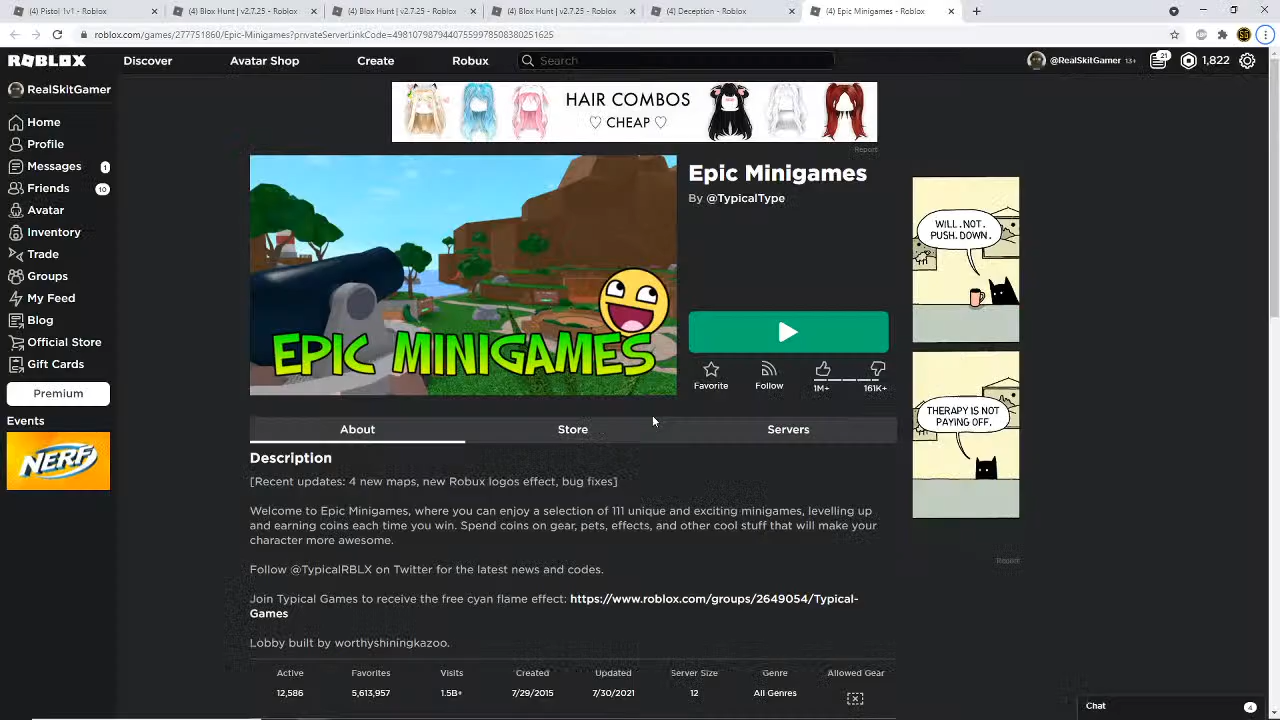 (4) Pistol 1v1 - Roblox
(4) Blox Hunt | v2.7.25 - Roblox
(4) Blox Hunt | v2.7.25 - Roblox
(4) Blox Hunt | v2.7.25 - Roblox
(4) Deception - Roblox
(4) Epic Minigames - Roblox
roblox.com/games/277751860/Epic-Minigames?privateServerLinkCode=49810798794407559978508380251625
ROBLOX
Discover
Avatar Shop
Create
Robux
Search
@RealSkitGamer 13+
21
1,822
RealSkitGamer
Home
Profile
Messages 1
Friends 10
Avatar
Inventory
Trade
Groups
My Feed
Blog
Official Store
Gift Cards
Premium
Events
NERF
HAIR COMBOS
♡ CHEAP ♡
Report
EPIC MINIGAMES
Epic Minigames
By @TypicalType
Favorite
Follow
1M+
161K+
WILL. NOT.
PUSH. DOWN.
THERAPY IS NOT
PAYING OFF.
Report
About
Store
Servers
Description
[Recent updates: 4 new maps, new Robux logos effect, bug fixes]
Welcome to Epic Minigames, where you can enjoy a selection of 111 unique and exciting minigames, levelling up
and earning coins each time you win. Spend coins on gear, pets, effects, and other cool stuff that will make your
character more awesome.
Follow @TypicalRBLX on Twitter for the latest news and codes.
Join Typical Games to receive the free cyan flame effect: https://www.roblox.com/groups/2649054/Typical-
Games
Lobby built by worthyshiningkazoo.
Active Favorites Visits Created Updated Server Size Genre Allowed Gear
12,586 5,613,957 1.5B+ 7/29/2015 7/30/2021 12 All Genres
Chat 4